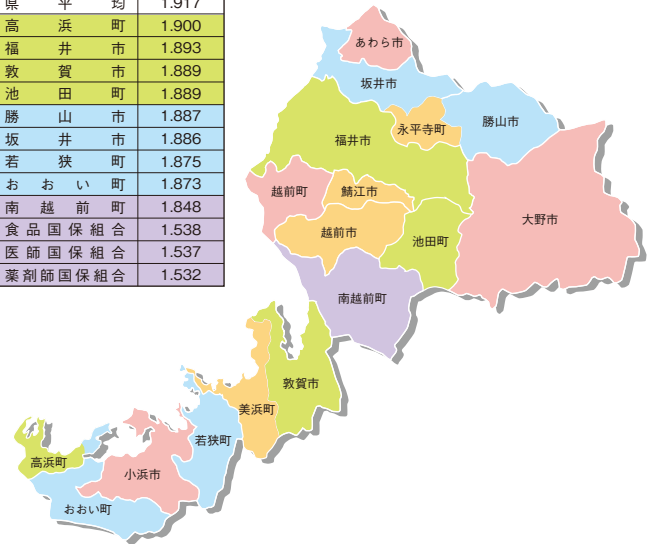 県平均 1.917
高浜町 1.900
福井市 1.893
敦賀市 1.889
池田町 1.889
勝山市 1.887
坂井市 1.886
若狭町 1.875
おおい町 1.873
南越前町 1.848
食品国保組合 1.538
医師国保組合 1.537
薬剤師国保組合 1.532
あわら市
坂井市
勝山市
永平寺町
福井市
越前町
鯖江市
大野市
越前市
池田町
南越前町
敦賀市
美浜町
若狭町
高浜町
小浜市
おおい町